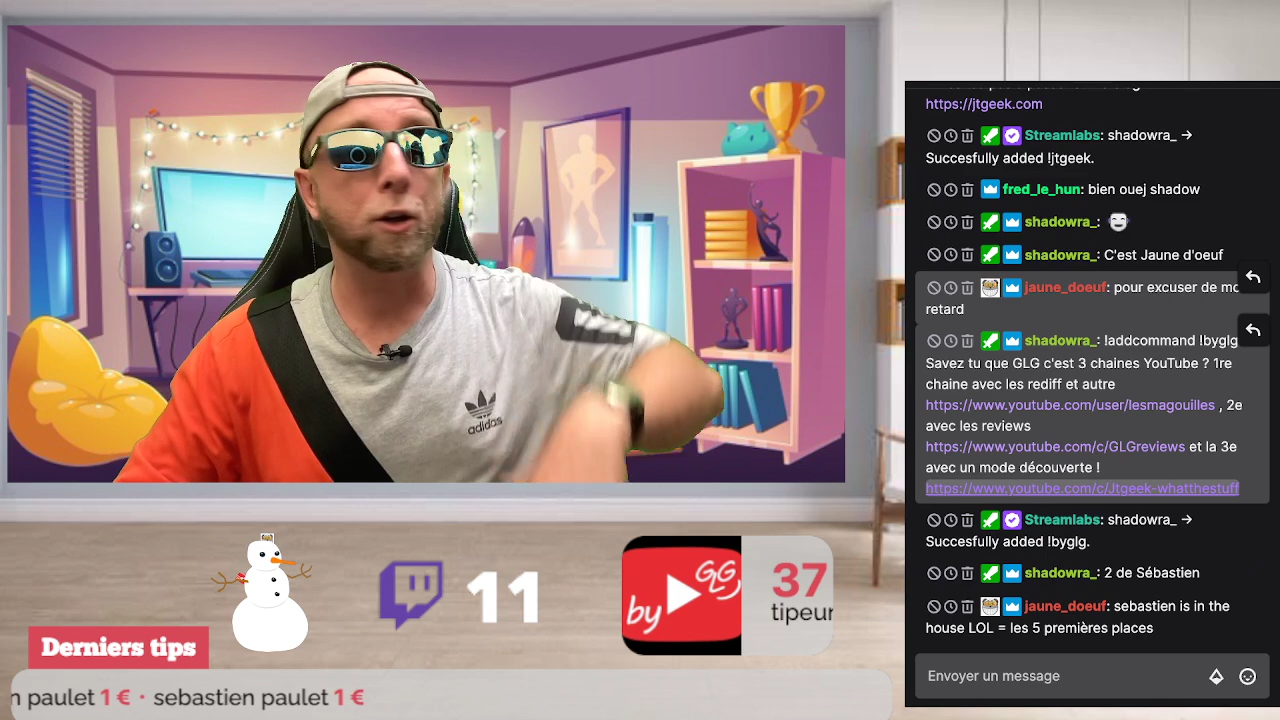 adidas
by GLG
11
37
tipeur
Derniers tips
n paulet 1 € · sebastien paulet 1 €
https://jtgeek.com
Streamlabs: shadowra_ →
Succesfully added !jtgeek.
fred_le_hun: bien ouej shadow
shadowra_:
shadowra_: C'est Jaune d'oeuf
jaune_doeuf: pour excuser de mo
retard
shadowra_: !addcommand !byglg
Savez tu que GLG c'est 3 chaines YouTube ? 1re
chaine avec les rediff et autre
https://www.youtube.com/user/lesmagouilles , 2e
avec les reviews
https://www.youtube.com/c/GLGreviews et la 3e
avec un mode découverte !
https://www.youtube.com/c/Jtgeek-whatthestuff
Streamlabs: shadowra_ →
Succesfully added !byglg.
shadowra_: 2 de Sébastien
jaune_doeuf: sebastien is in the
house LOL = les 5 premières places
Envoyer un message